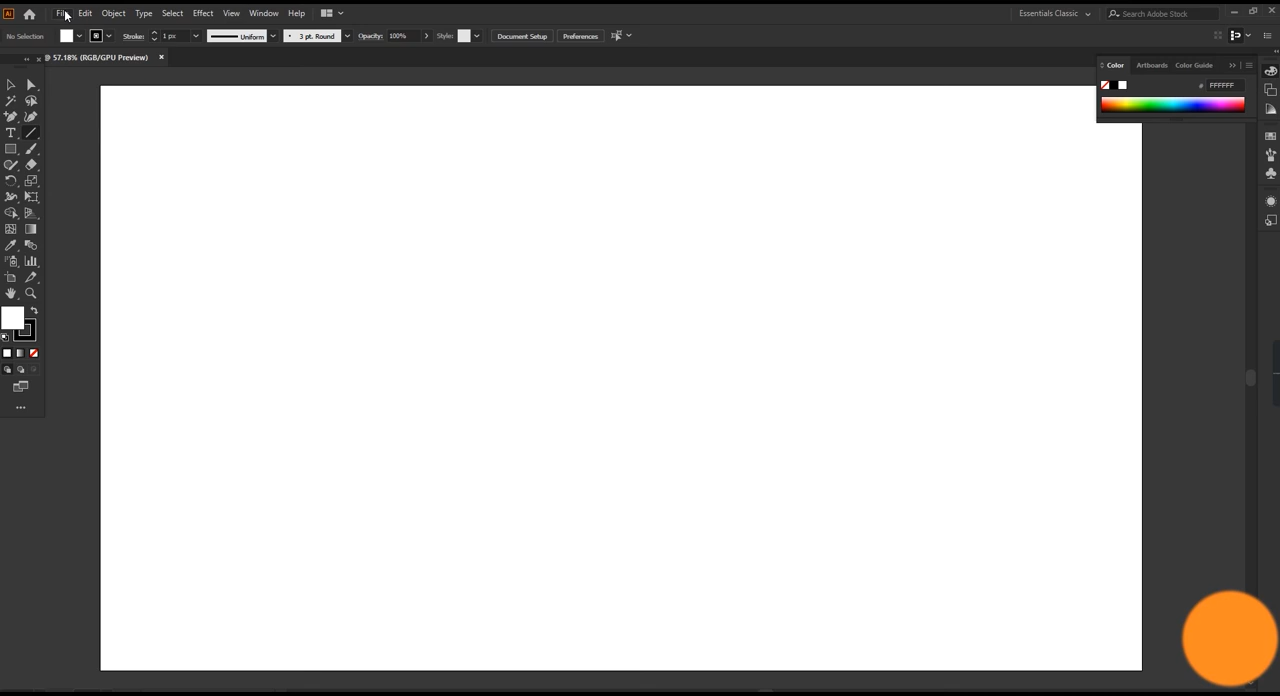 Ai File Edit Object Type Select Effect View Window Help Essentials Classic Search Adobe Stock
No Selection Stroke: 1 px Uniform 3 pt. Round Opacity: 100% Style: Document Setup Preferences
57.18% (RGB/GPU Preview)
Color Artboards Color Guide
# FFFFFF
T